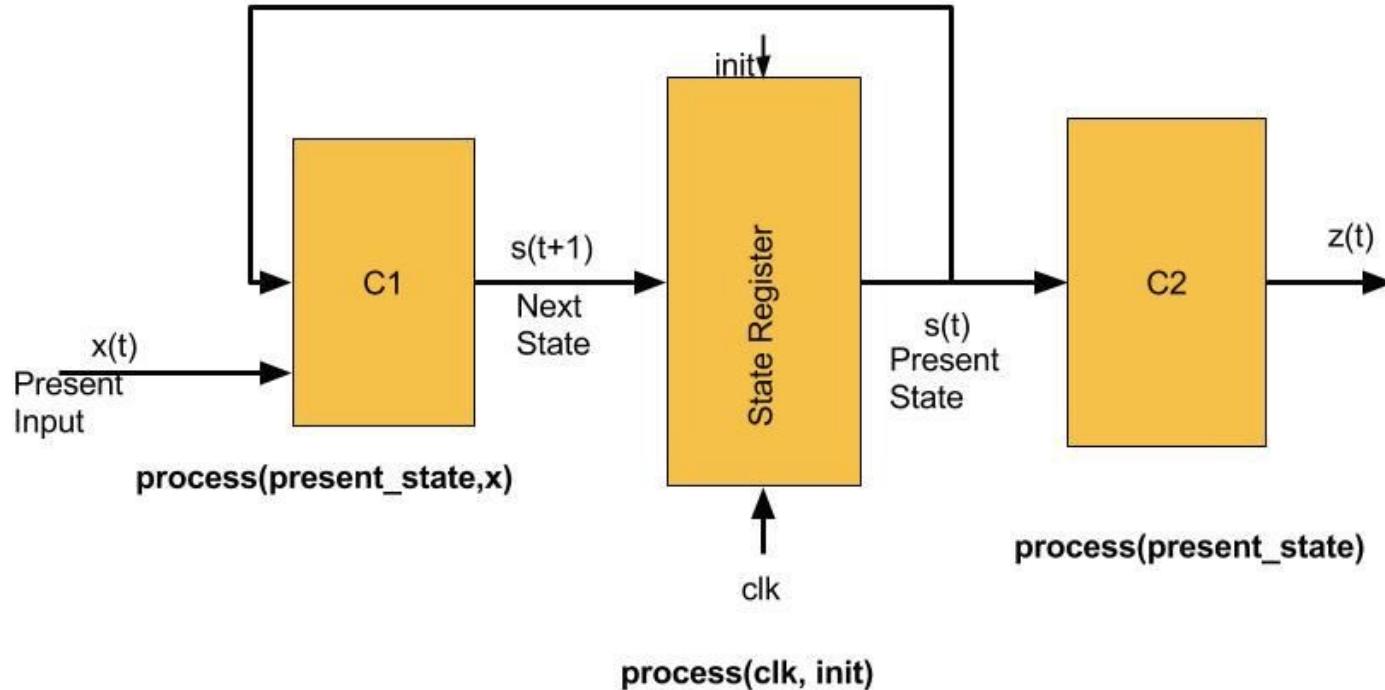 init
C1
s(t+1)
Next
State
x(t)
Present
Input
State Register
s(t)
Present
State
C2
z(t)
process(present_state,x)
process(present_state)
clk
process(clk, init)